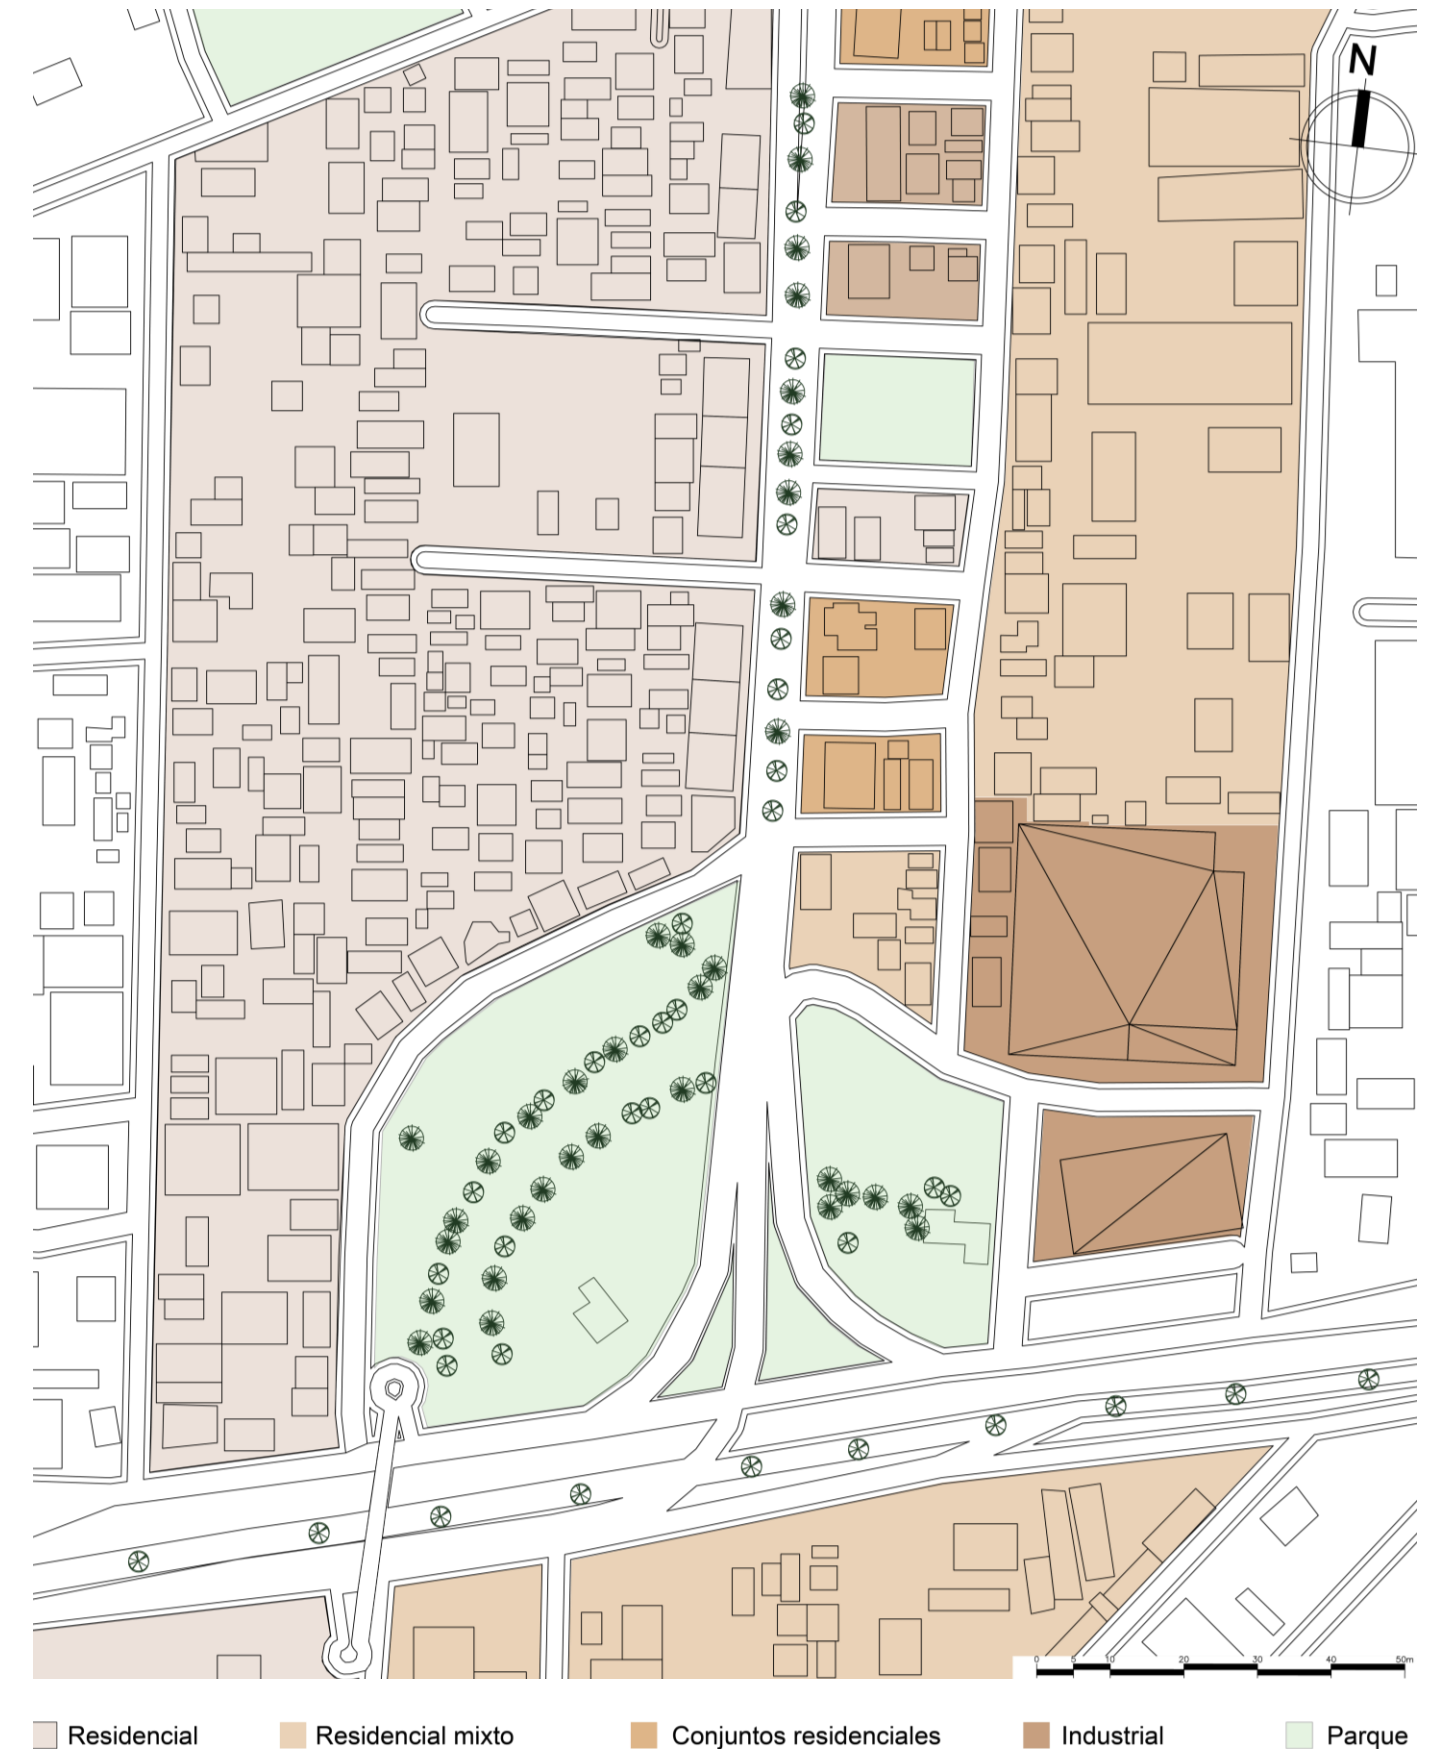 N
0 5 10 20 30 40 50m
Residencial Residencial mixto Conjuntos residenciales Industrial Parque